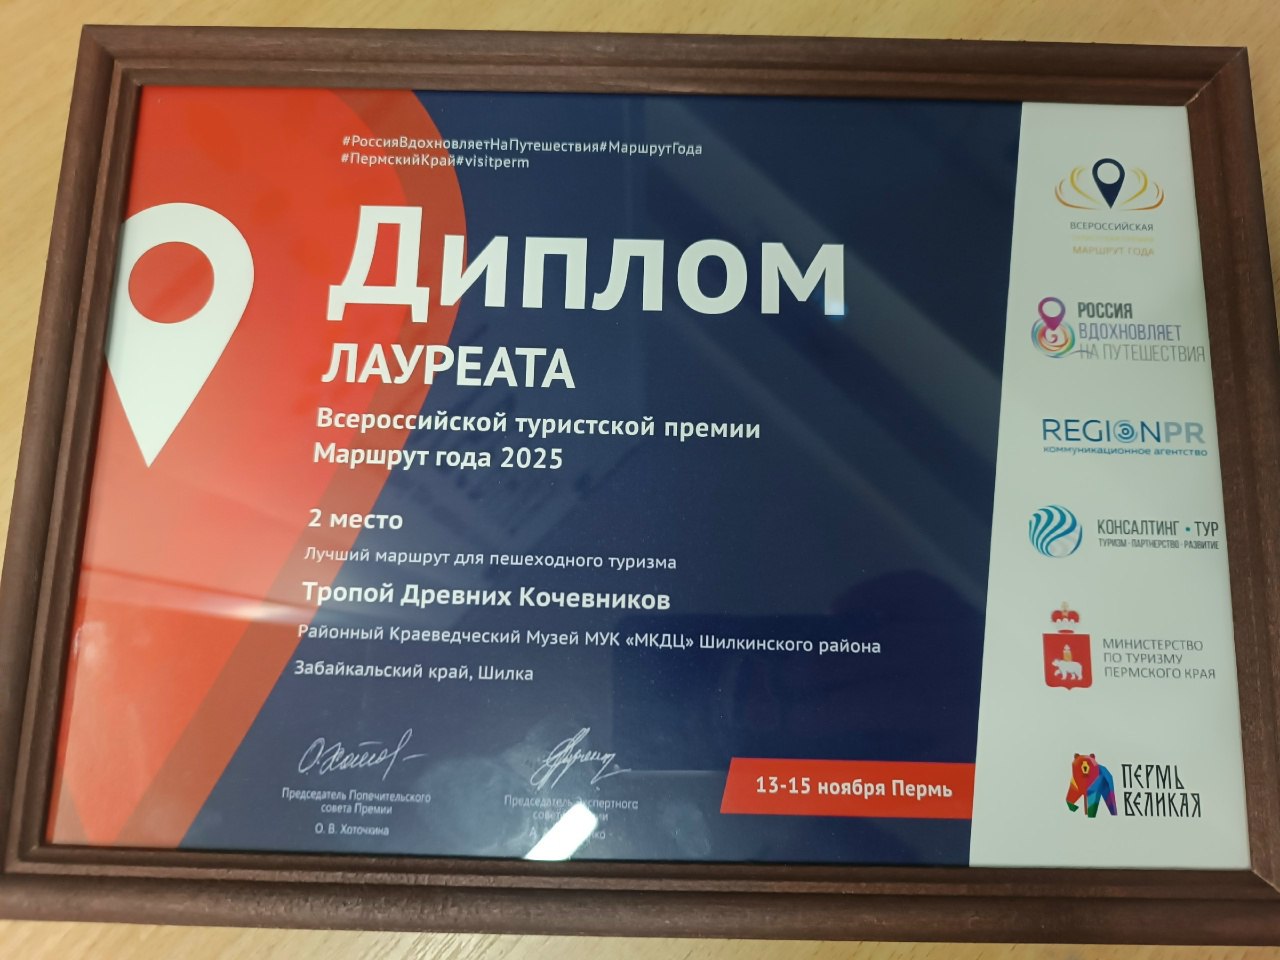 #РоссияВдохновляетНаПутешествия#МаршрутГода
#ПермскийКрай#visitperm
Диплом
ЛАУРЕАТА
Всероссийской туристской премии
Маршрут года 2025
2 место
Лучший маршрут для пешеходного туризма
Тропой Древних Кочевников
Районный Краеведческий Музей МУК «МКДЦ» Шилкинского района
Забайкальский край, Шилка
Председатель Попечительского
совета Премии
О. В. Хоточкина
Председатель Экспертного
13-15 ноября Пермь
ВСЕРОССИЙСКАЯ
МАРШРУТ ГОДА
РОССИЯ
ВДОХНОВЛЯЕТ
НА ПУТЕШЕСТВИЯ
REGIONPR
коммуникационное агентство
КОНСАЛТИНГ • ТУР
ТУРИЗМ • ПАРТНЕРСТВО • РАЗВИТИЕ
МИНИСТЕРСТВО
ПО ТУРИЗМУ
ПЕРМСКОГО КРАЯ
ПЕРМЬ
ВЕЛИКАЯ